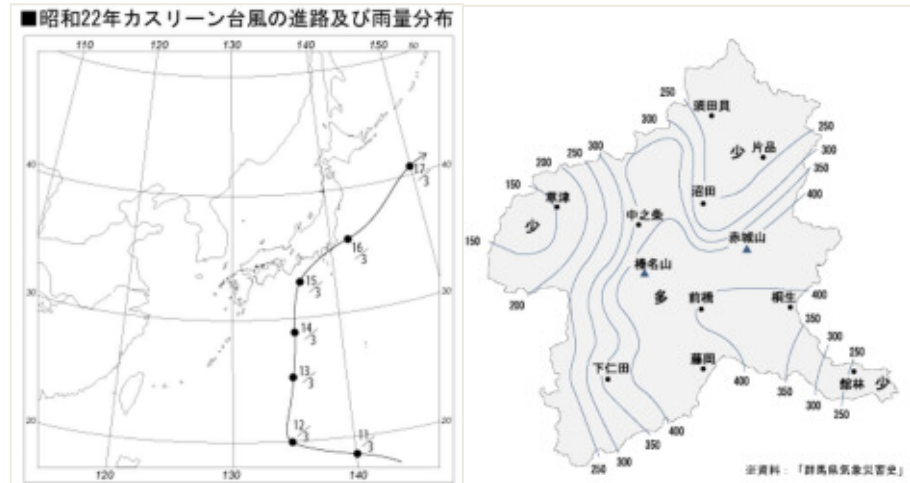 ■昭和22年カスリーン台風の進路及び雨量分布
110
120
130
140
150
50
40
40
30
30
20
20
120
130
140
17/3
16/3
15/3
14/3
13/3
12/3
11/3
250
須田貝
300
少
片品
250
300
350
400
150
200
250
300
草津
少
沼田
中之条
赤城山
150
榛名山
多
前橋
桐生
200
400
350
300
250
下仁田
藤岡
館林
少
400
350
300
250
400
350
300
250
※資料：「群馬県気象災害史」